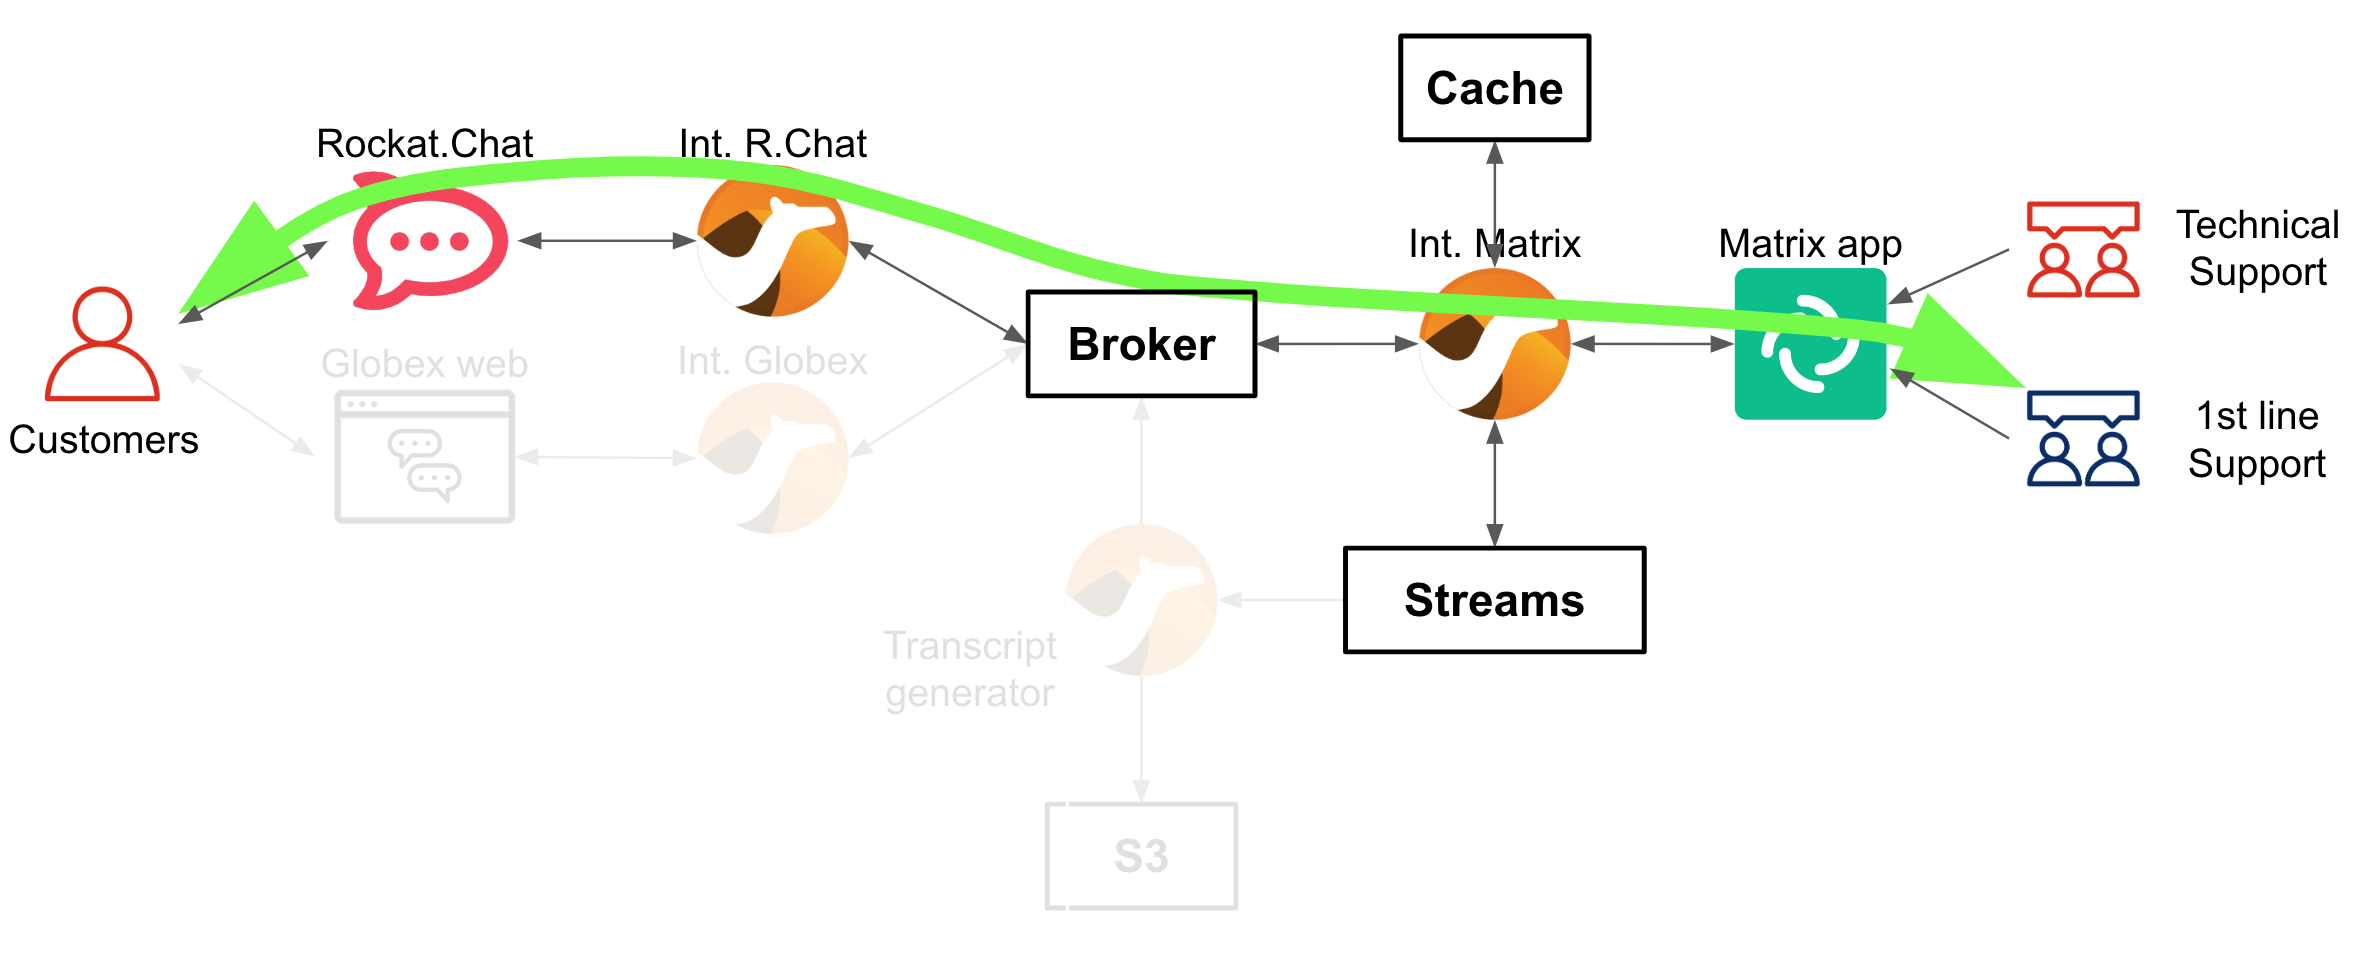 Cache
Rockat.Chat
Int. R.Chat
Int. Matrix
Matrix app
Technical
Support
Broker
Globex web
Int. Globex
Customers
1st line
Support
Streams
Transcript
generator
S3